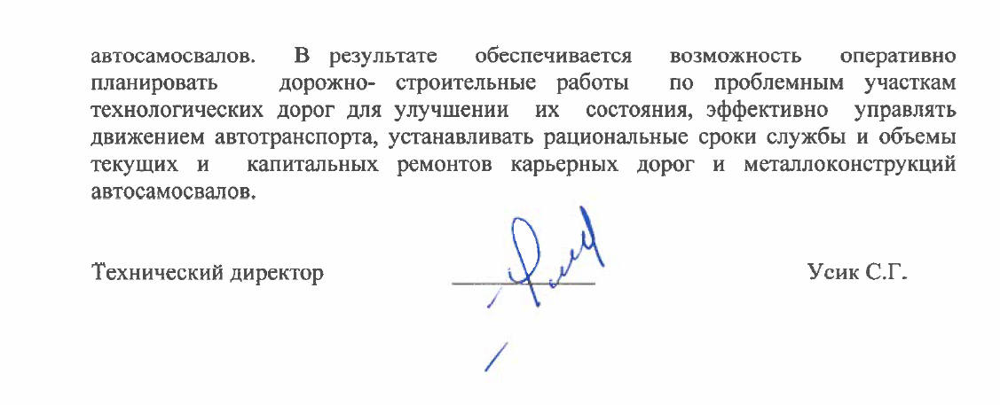 автосамосвалов. В результате обеспечивается возможность оперативно
планировать дорожно- строительные работы по проблемным участкам
технологических дорог для улучшении их состояния, эффективно управлять
движением автотранспорта, устанавливать рациональные сроки службы и объемы
текущих и капитальных ремонтов карьерных дорог и металлоконструкций
автосамосвалов.
Технический директор Усик С.Г.